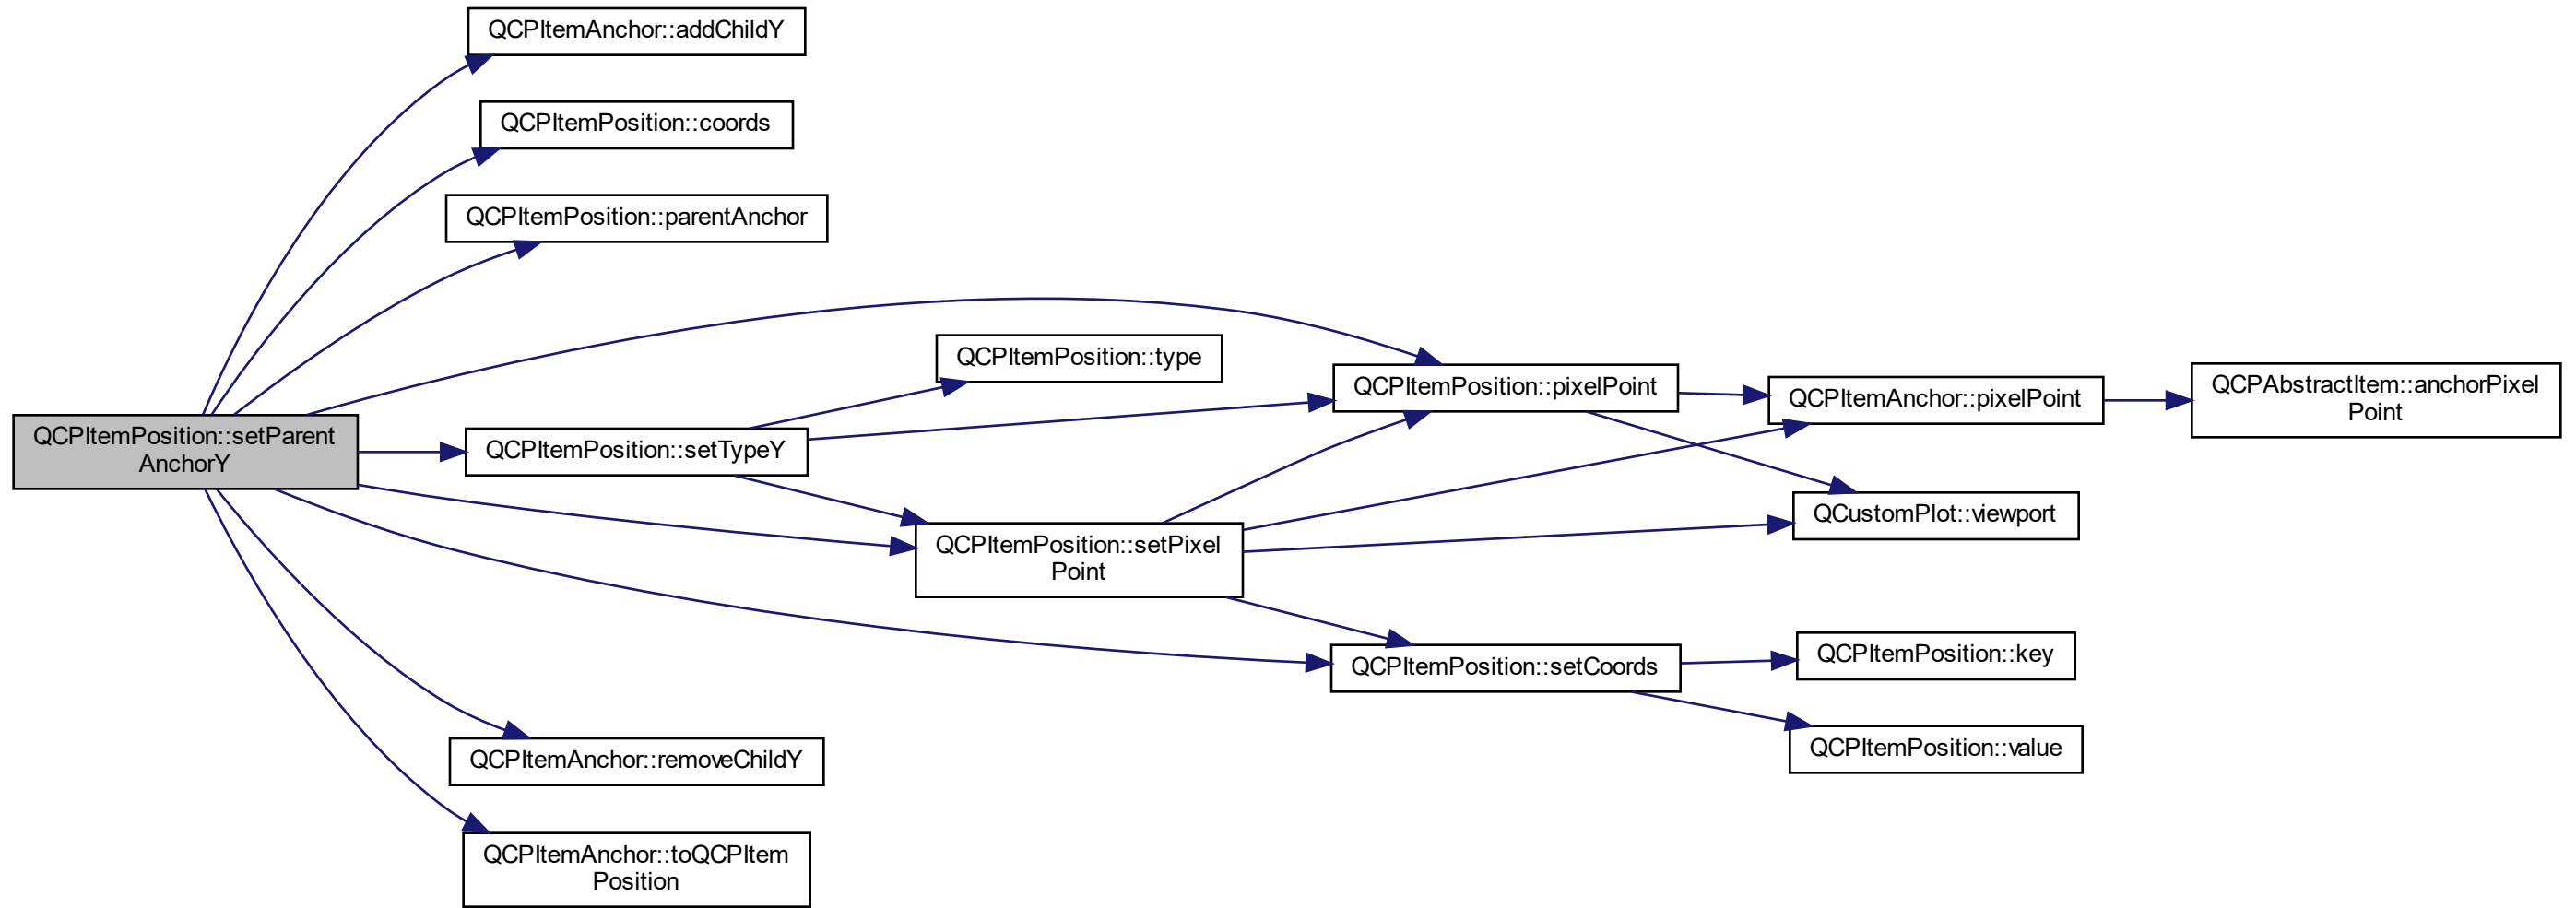 QCPItemAnchor::addChildY
QCPItemPosition::coords
QCPItemPosition::parentAnchor
QCPItemPosition::setParent
AnchorY
QCPItemPosition::setTypeY
QCPItemAnchor::removeChildY
QCPItemAnchor::toQCPItem
Position
QCPItemPosition::type
QCPItemPosition::setPixel
Point
QCPItemPosition::pixelPoint
QCPItemPosition::setCoords
QCPItemAnchor::pixelPoint
QCustomPlot::viewport
QCPItemPosition::key
QCPItemPosition::value
QCPAbstractItem::anchorPixel
Point